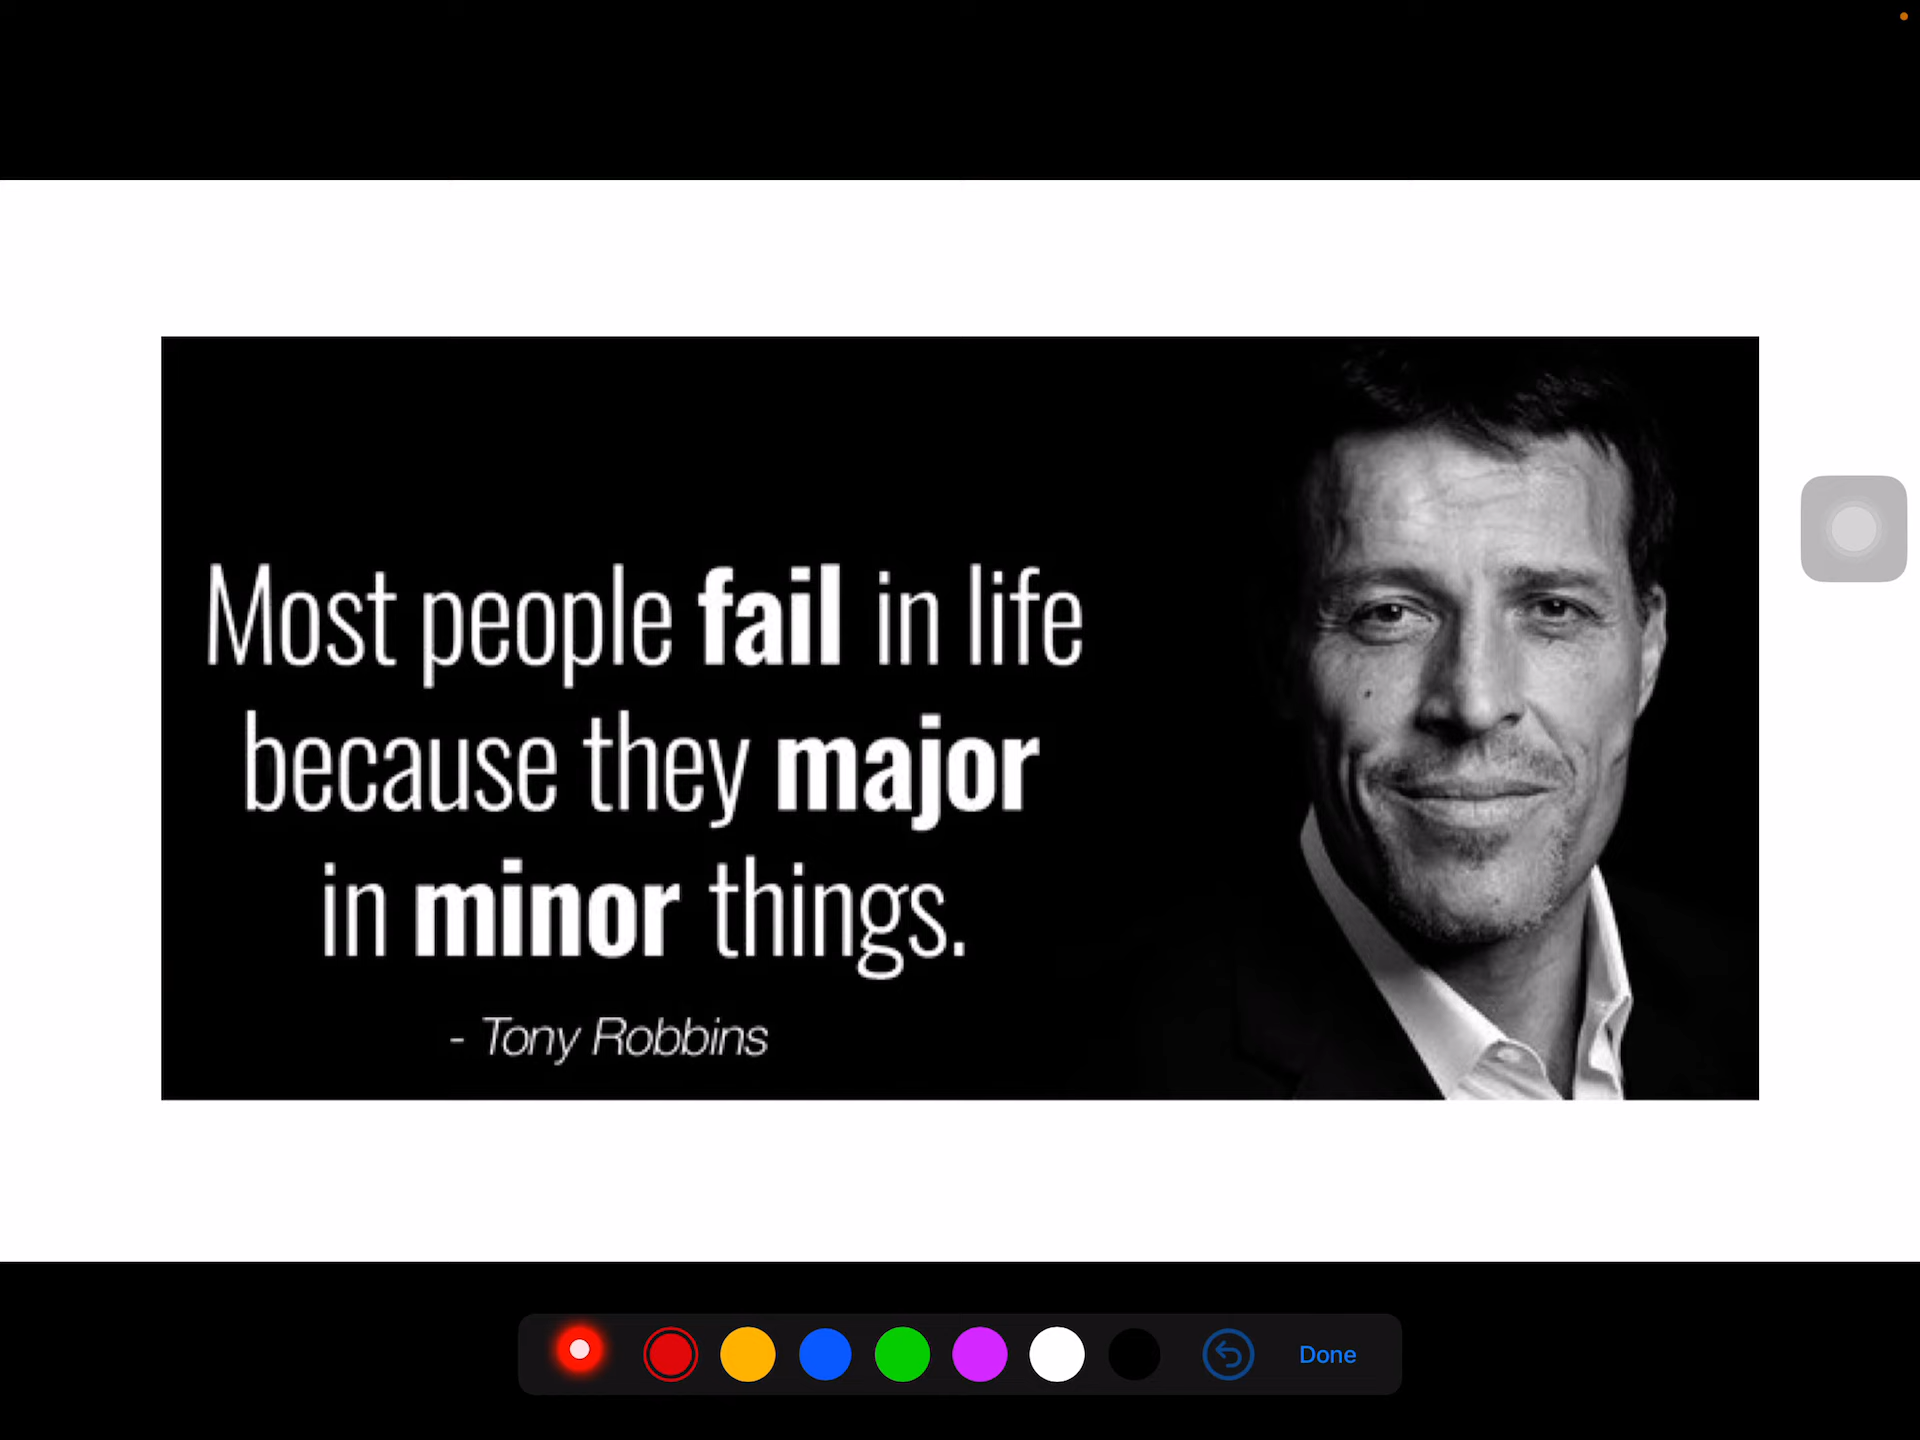 Most people fail in life
because they major
in minor things.
- Tony Robbins
Done